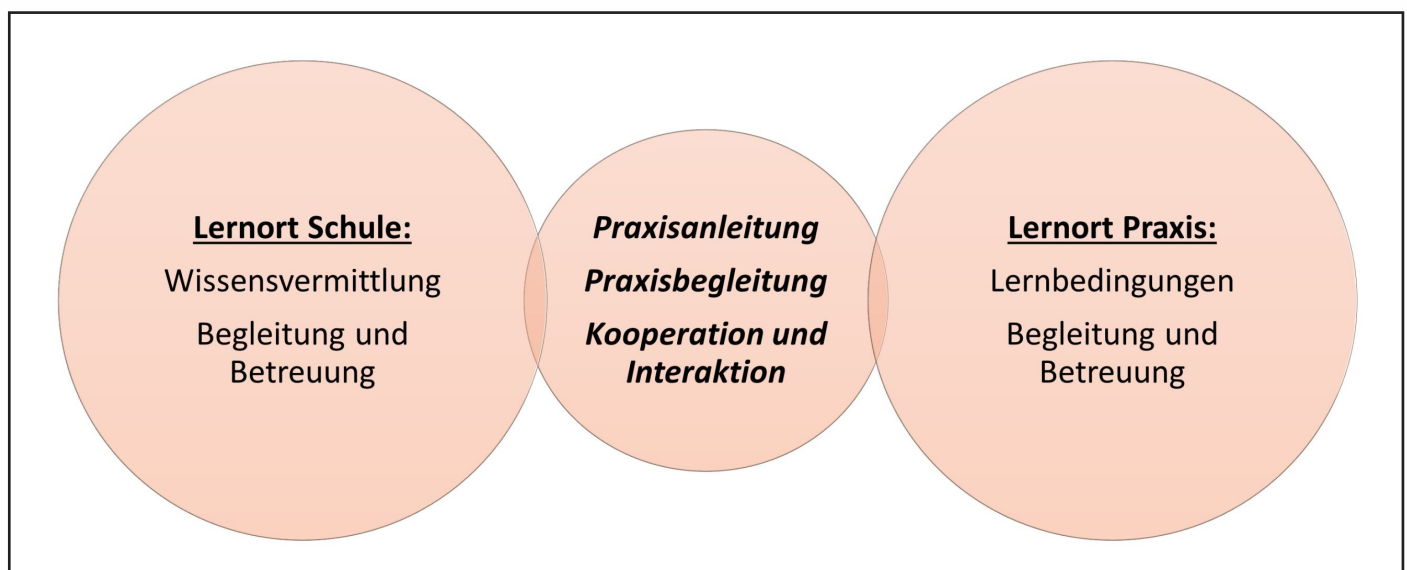 Lernort Schule:
Wissensvermittlung
Begleitung und
Betreuung
Praxisanleitung
Praxisbegleitung
Kooperation und
Interaktion
Lernort Praxis:
Lernbedingungen
Begleitung und
Betreuung